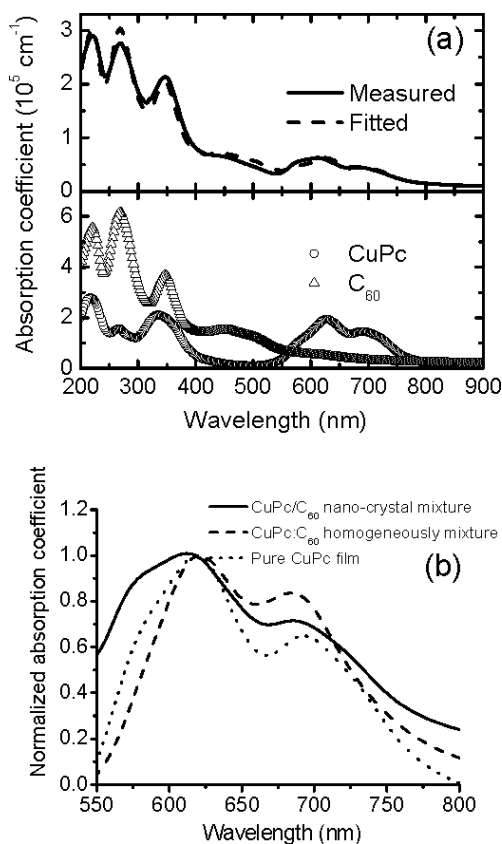 (a)
Absorption coefficient (10⁵ cm⁻¹)
3
2
1
0
Measured
Fitted
6
4
2
0
CuPc
C₆₀
200 300 400 500 600 700 800 900
Wavelength (nm)
(b)
Normalized absorption coefficient
1.2
1.0
0.8
0.6
0.4
0.2
0.0
CuPc/C₆₀ nano-crystal mixture
CuPc:C₆₀ homogeneously mixture
Pure CuPc film
550 600 650 700 750 800
Wavelength (nm)